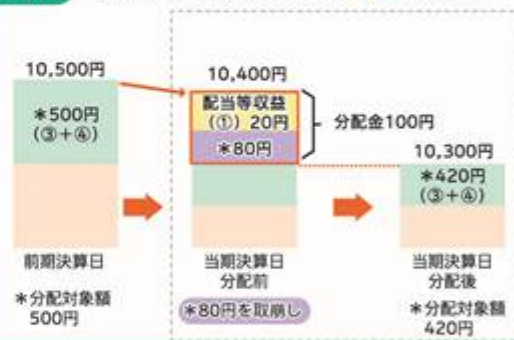 10,500円
*500円
(③+④)
前期決算日
*分配対象額
500円
10,400円
配当等収益
(①) 20円
*80円
分配金100円
当期決算日
分配前
*80円を取崩し
10,300円
*420円
(③+④)
当期決算日
分配後
*分配対象額
420円